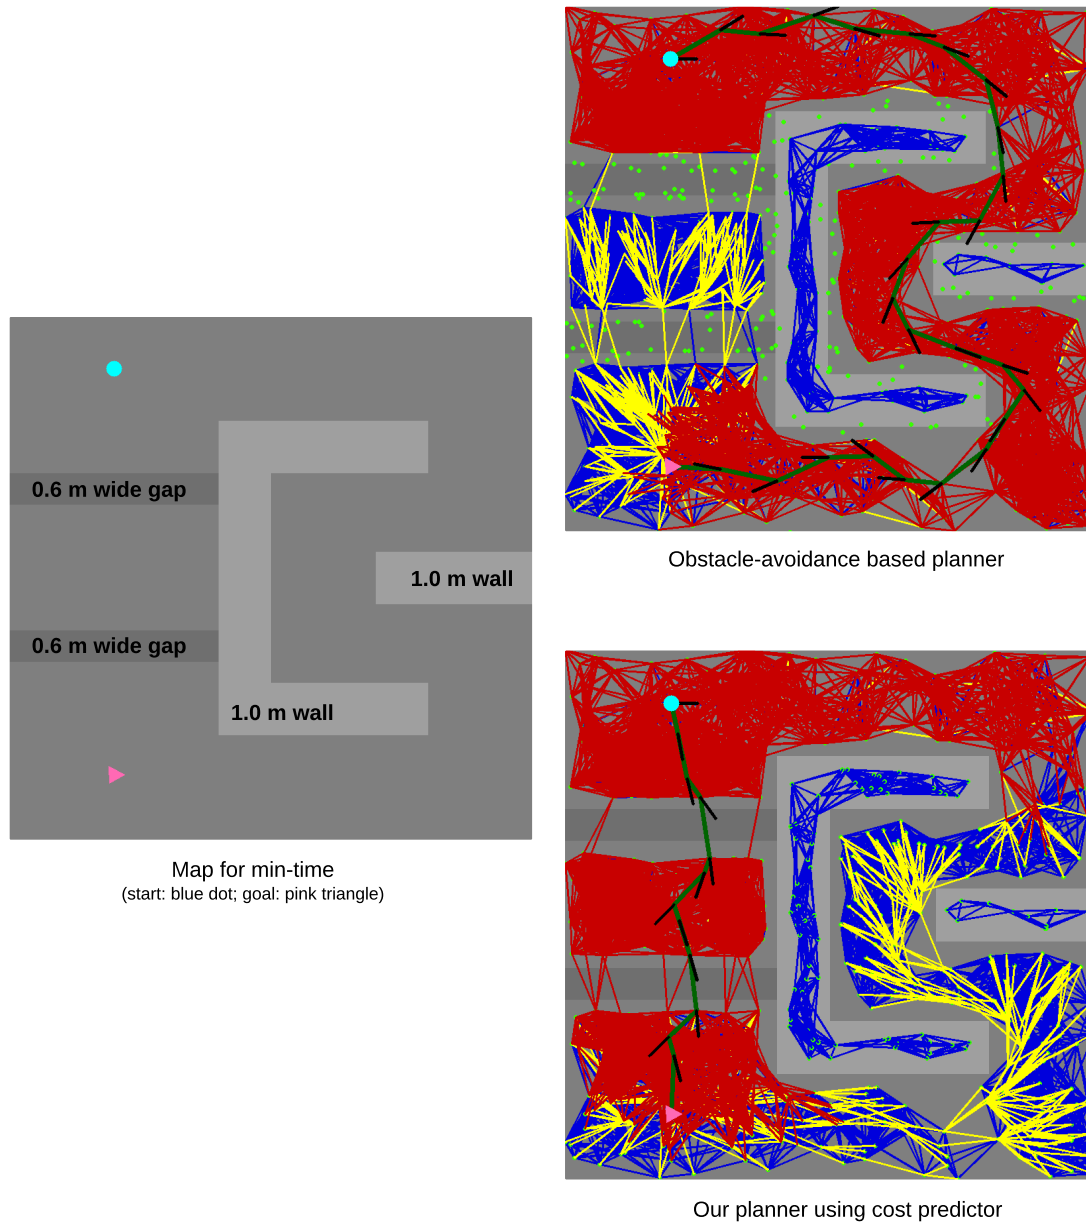 0.6 m wide gap
1.0 m wall
0.6 m wide gap
1.0 m wall
Map for min-time
(start: blue dot; goal: pink triangle)
Obstacle-avoidance based planner
Our planner using cost predictor